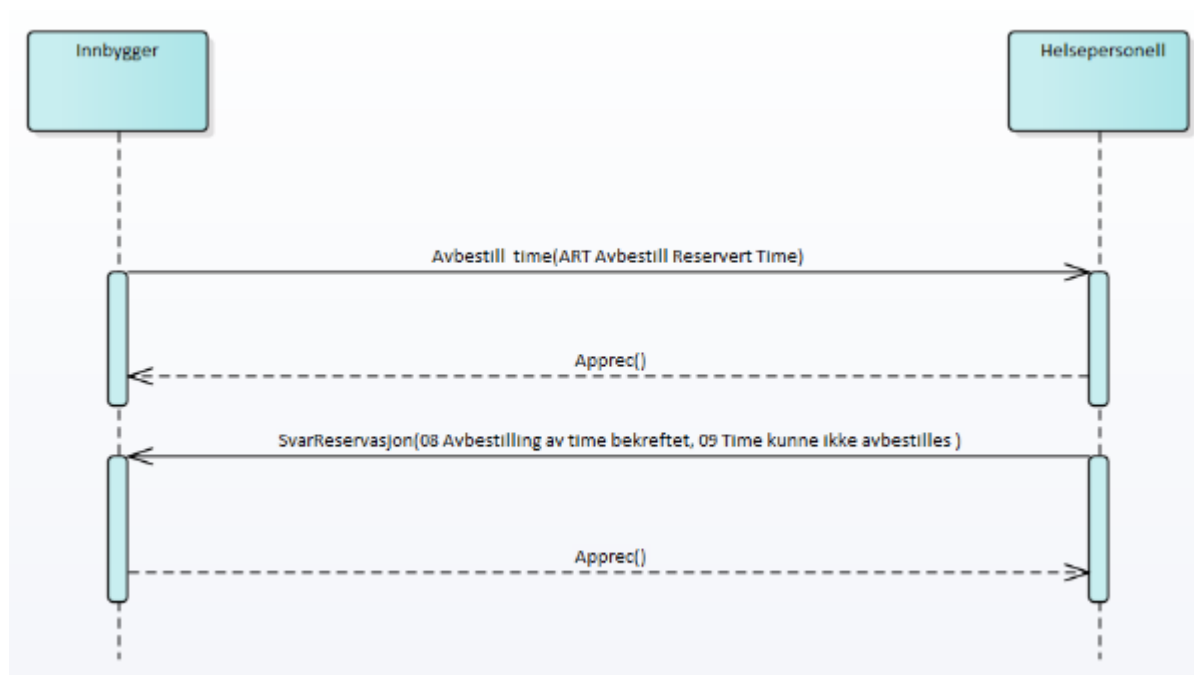 Innbygger
Helsepersonell
Avbestill time(ART Avbestill Reservert Time)
Apprec()
SvarReservasjon(08 Avbestilling av time bekreftet, 09 Time kunne ikke avbestilles )
Apprec()